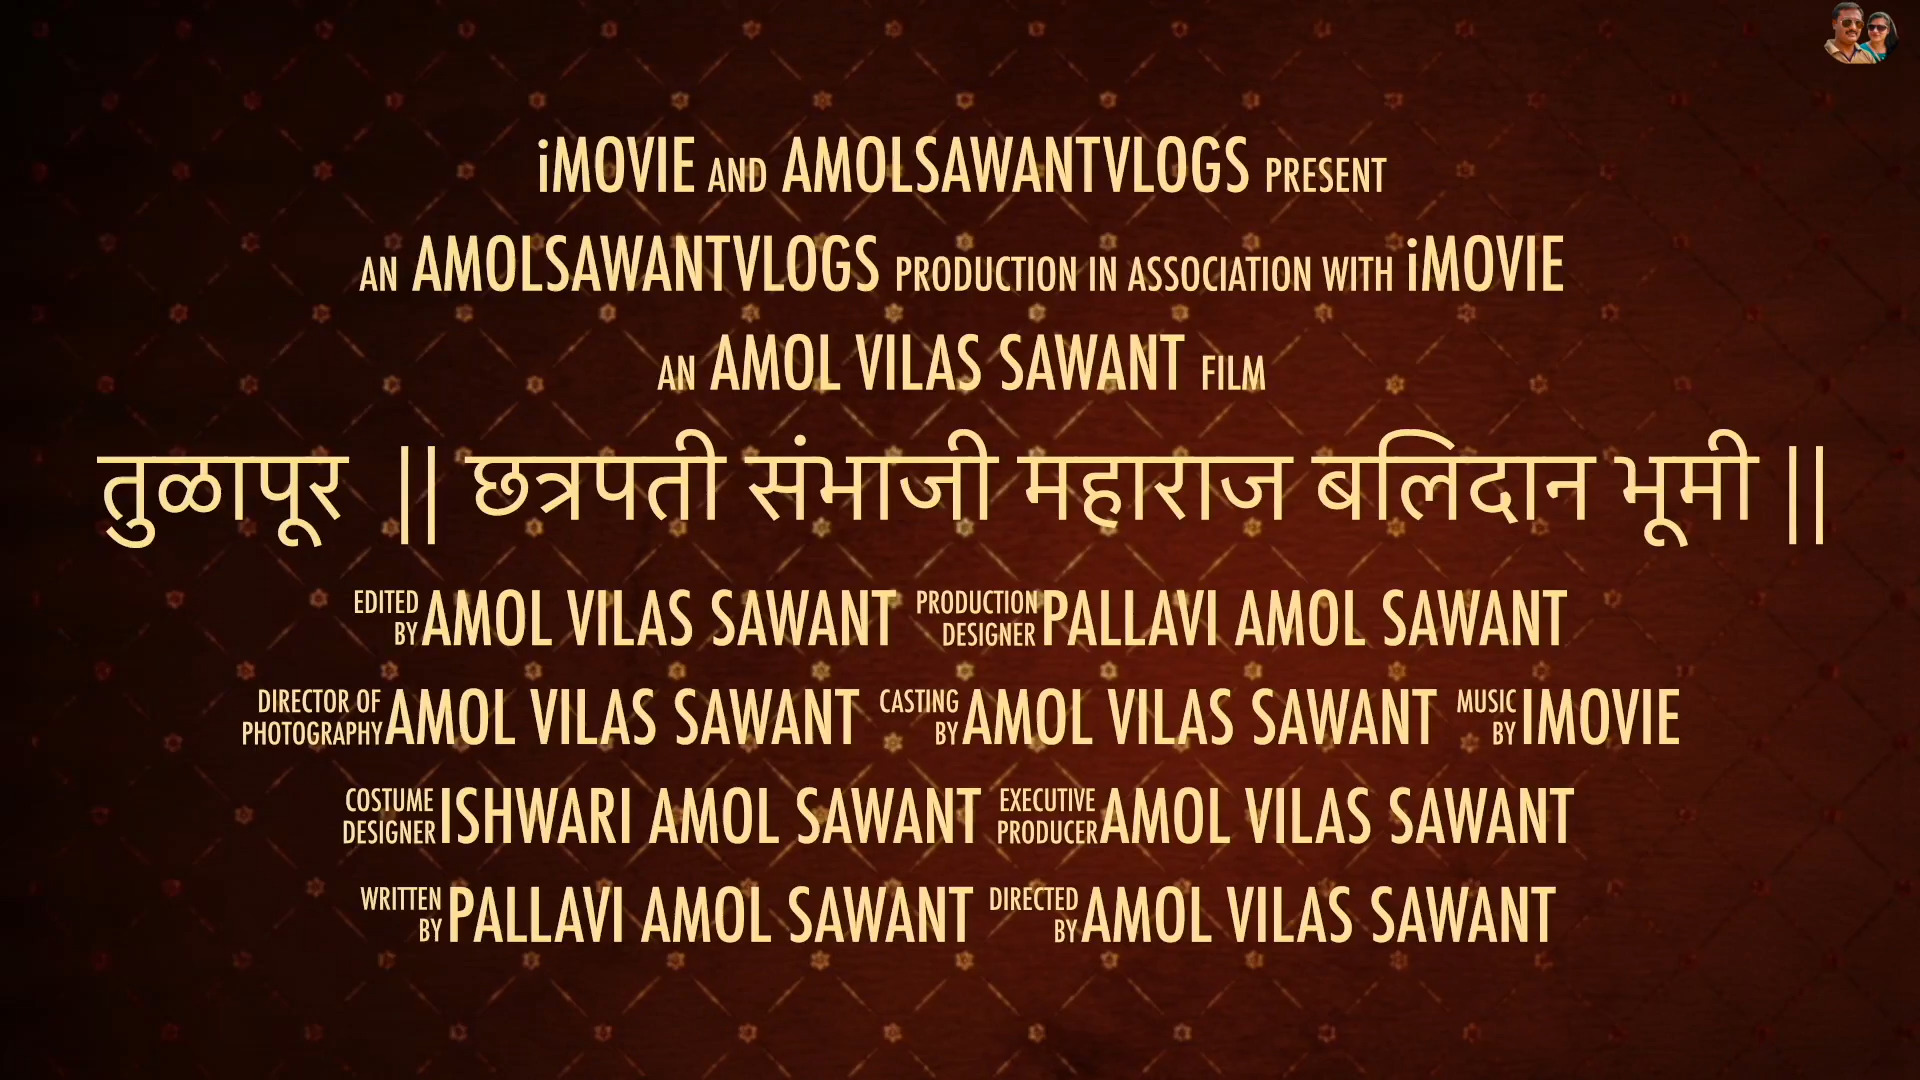 iMOVIE AND AMOLSAWANTVLOGS PRESENT
AN AMOLSAWANTVLOGS PRODUCTION IN ASSOCIATION WITH iMOVIE
AN AMOL VILAS SAWANT FILM
तुळापूर || छत्रपती संभाजी महाराज बलिदान भूमी ||
EDITED BY AMOL VILAS SAWANT PRODUCTION DESIGNER PALLAVI AMOL SAWANT
DIRECTOR OF PHOTOGRAPHY AMOL VILAS SAWANT CASTING BY AMOL VILAS SAWANT MUSIC BY IMOVIE
COSTUME DESIGNER ISHWARI AMOL SAWANT EXECUTIVE PRODUCER AMOL VILAS SAWANT
WRITTEN BY PALLAVI AMOL SAWANT DIRECTED BY AMOL VILAS SAWANT